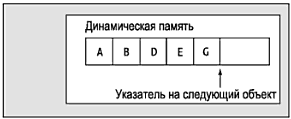 Динамическая память
A B D E G
Указатель на следующий объект